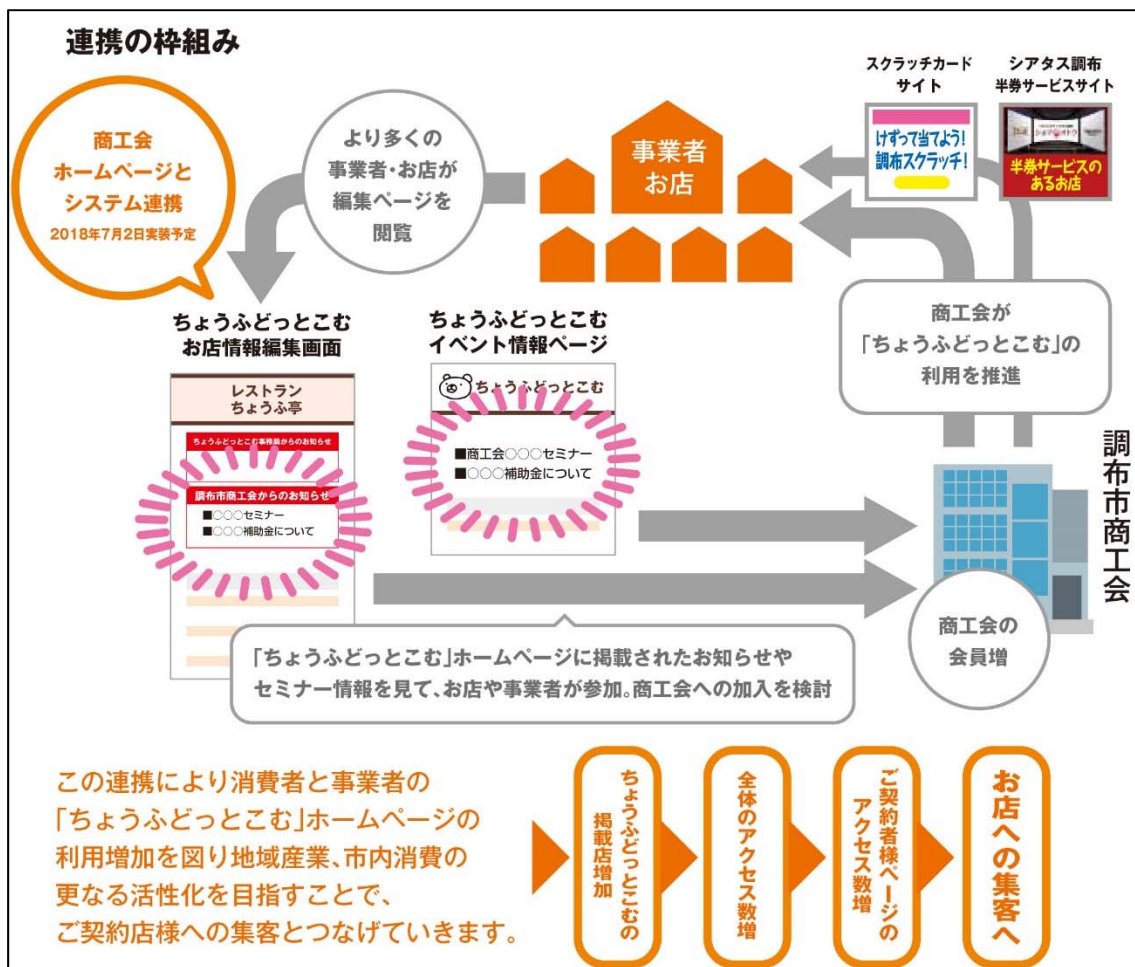 連携の枠組み
商工会
ホームページと
システム連携
2018年7月2日実装予定
より多くの
事業者・お店が
編集ページを
閲覧
事業者
お店
スクラッチカード
サイト
けずって当てよう!
調布スクラッチ!
シアタス調布
半券サービスサイト
半券サービスの
あるお店
商工会が
「ちょうふどっとこむ」の
利用を推進
ちょうふどっとこむ
お店情報編集画面
レストラン
ちょうふ亭
ちょうふどっとこむ事務局からのお知らせ
調布市商工会からのお知らせ
■○○○セミナー
■○○○補助金について
ちょうふどっとこむ
イベント情報ページ
ちょうふどっとこむ
■商工会○○○セミナー
■○○○補助金について
調布市商工会
商工会の
会員増
「ちょうふどっとこむ」ホームページに掲載されたお知らせや
セミナー情報を見て、お店や事業者が参加。商工会への加入を検討
この連携により消費者と事業者の
「ちょうふどっとこむ」ホームページの
利用増加を図り地域産業、市内消費の
更なる活性化を目指すことで、
ご契約店様への集客とつなげていきます。
ちょうふどっとこむの
掲載店増加
全体のアクセス数増
ご契約者様ページの
アクセス数増
お店への集客へ